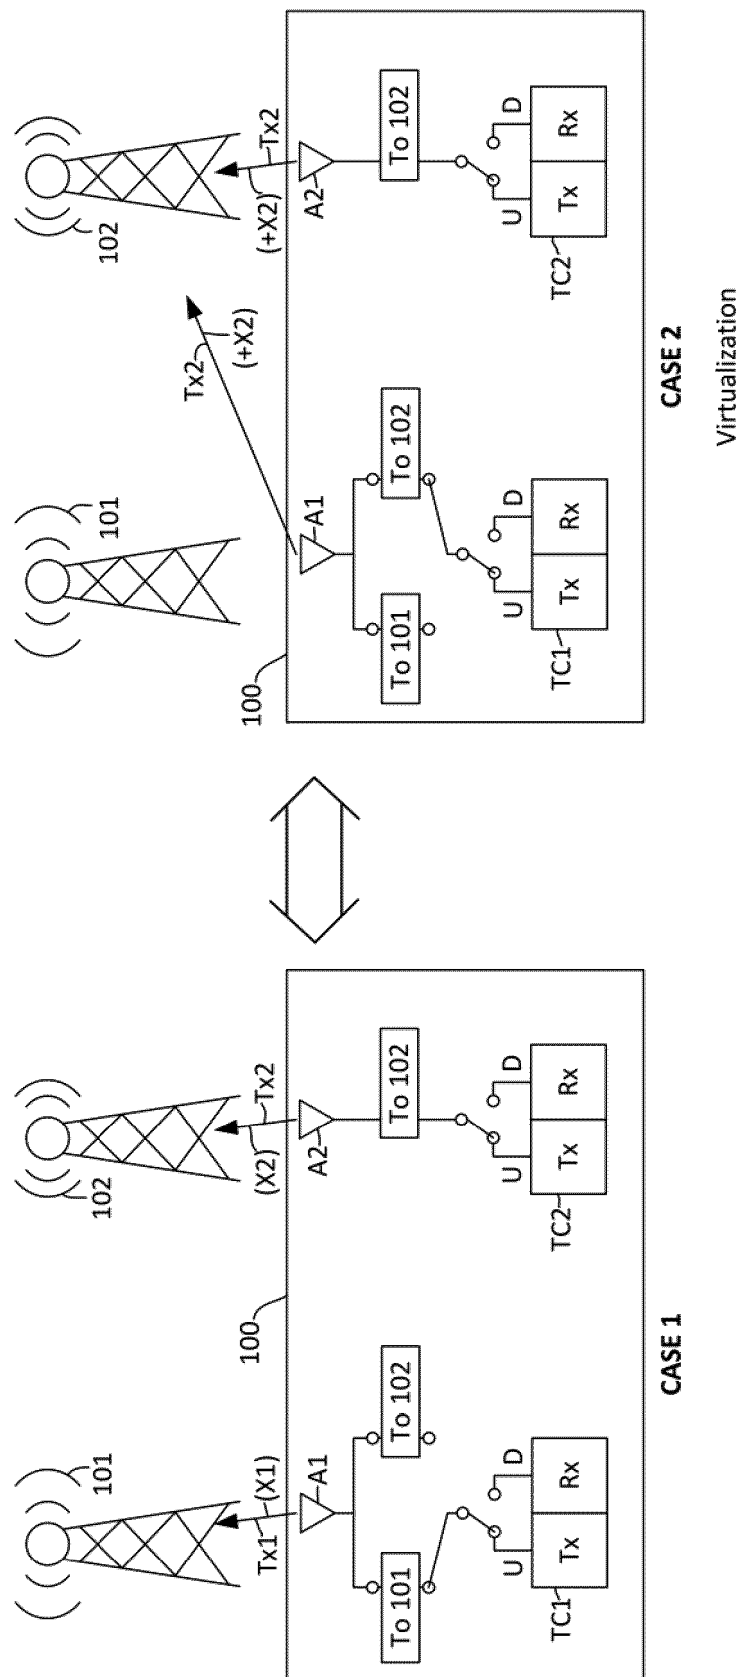 101
102
Tx1
(X1)
(X2)
Tx2
100
A1
A2
To 101
To 102
To 102
U
D
U
D
Tx
Rx
Tx
Rx
TC1
TC2
CASE 1
101
102
Tx2
(+X2)
(+X2)
Tx2
100
A1
A2
To 101
To 102
To 102
U
D
U
D
Tx
Rx
Tx
Rx
TC1
TC2
CASE 2
Virtualization